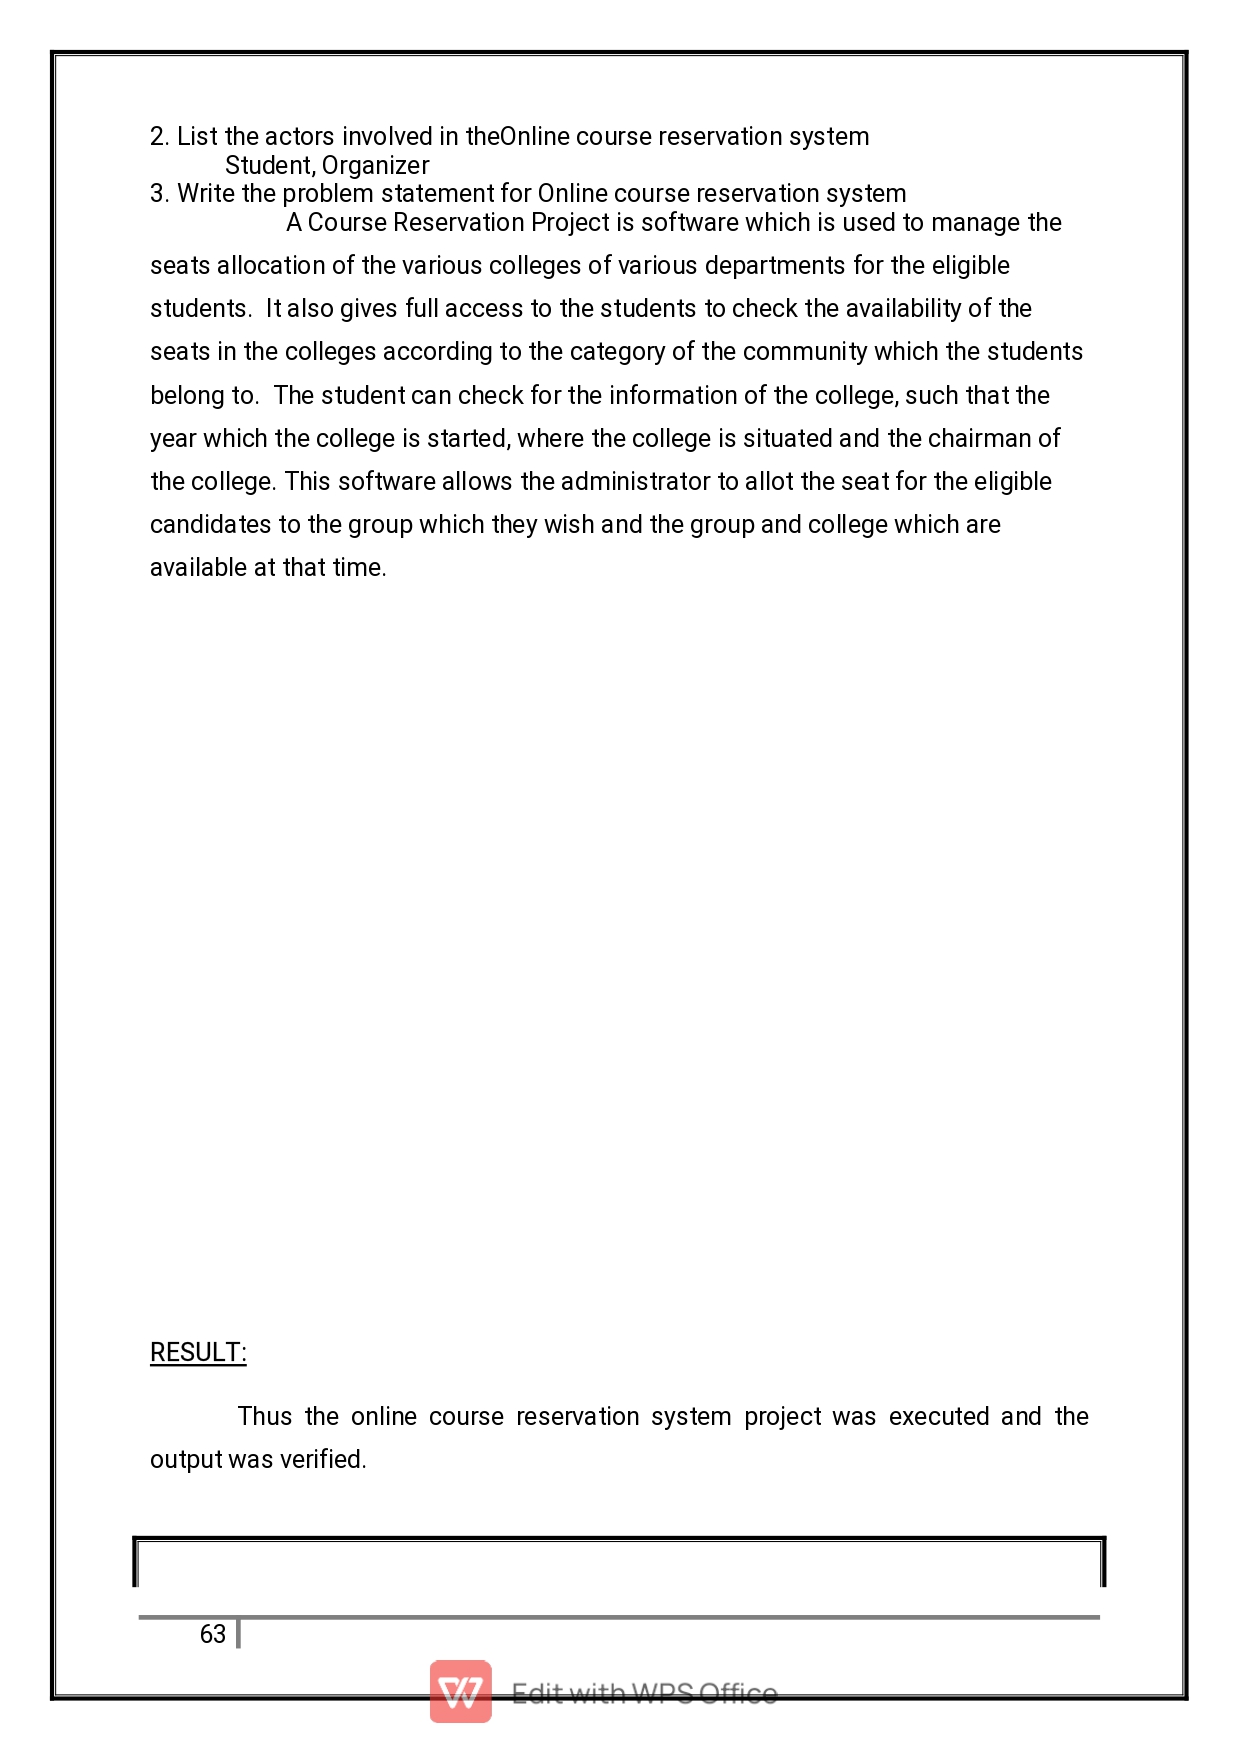 2. List the actors involved in theOnline course reservation system
Student, Organizer
3. Write the problem statement for Online course reservation system
A Course Reservation Project is software which is used to manage the
seats allocation of the various colleges of various departments for the eligible
students.  It also gives full access to the students to check the availability of the
seats in the colleges according to the category of the community which the students
belong to.  The student can check for the information of the college, such that the
year which the college is started, where the college is situated and the chairman of
the college. This software allows the administrator to allot the seat for the eligible
candidates to the group which they wish and the group and college which are
available at that time.
RESULT:
Thus the online course reservation system project was executed and the
output was verified.
63
Edit with WPS Office